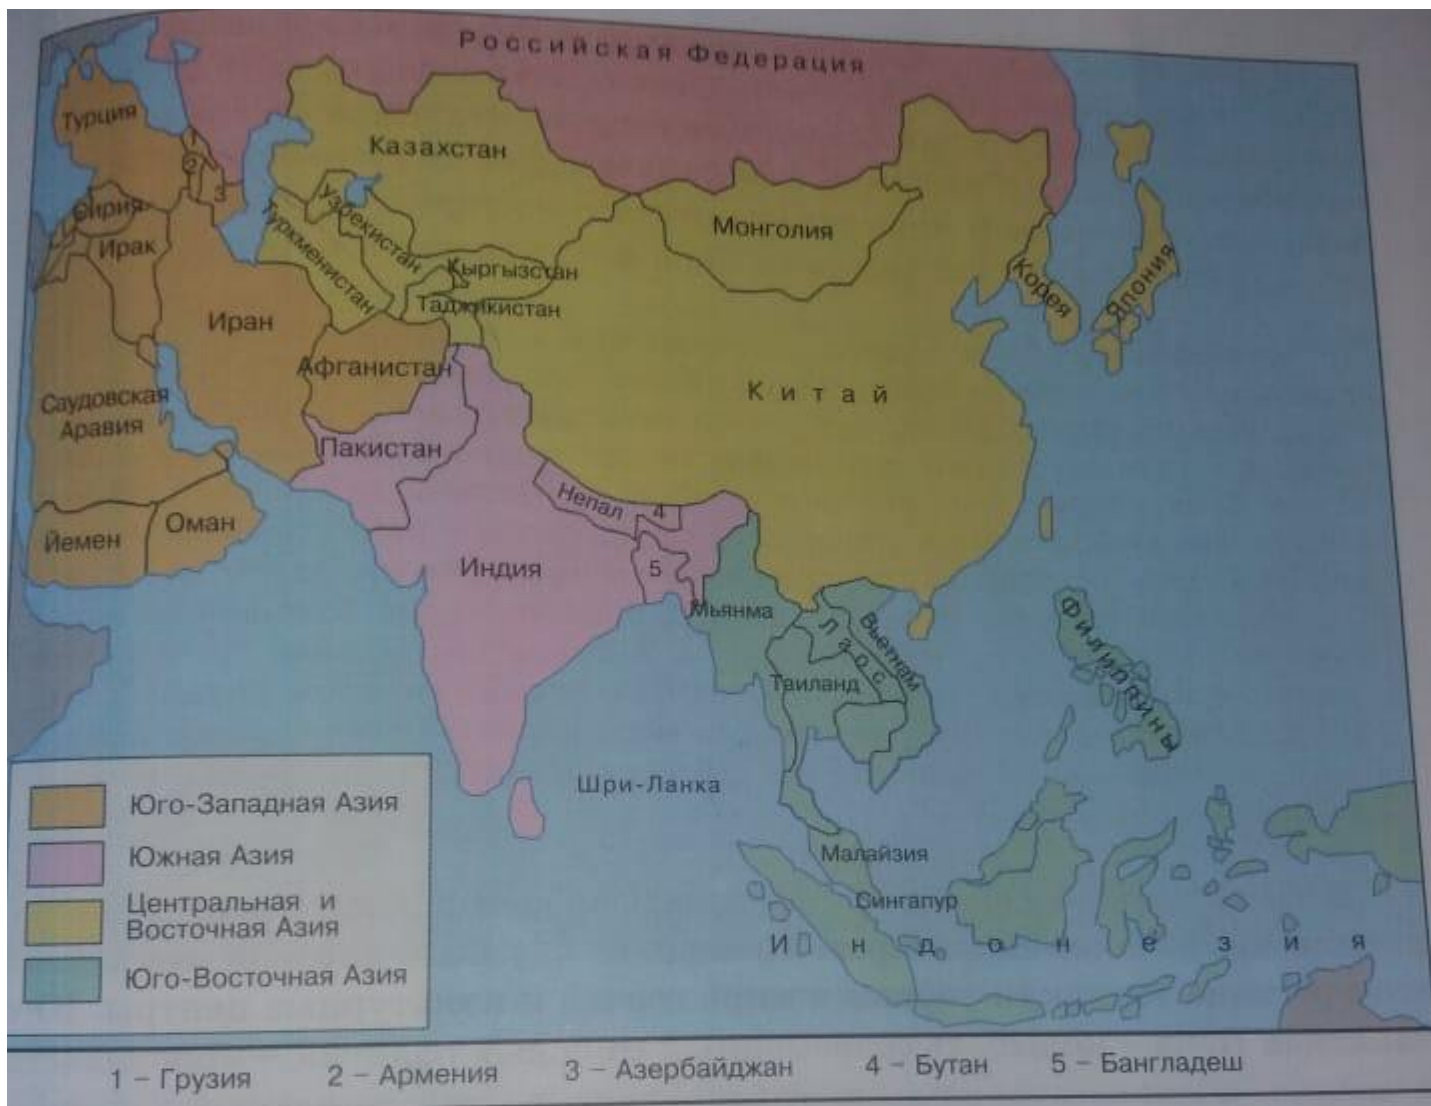 Российская Федерация
Турция
Казахстан
1
2
3
Сирия
Узбекистан
Туркменистан
Монголия
Ирак
Кыргызстан
Корея
Япония
Таджикистан
Иран
Афганистан
Китай
Саудовская
Аравия
Пакистан
Непал
4
Йемен
Оман
Индия
5
Мьянма
Лаос
Вьетнам
Филиппины
Таиланд
Шри-Ланка
Малайзия
Сингапур
Индонезия
Юго-Западная Азия
Южная Азия
Центральная и
Восточная Азия
Юго-Восточная Азия
1 – Грузия 2 – Армения 3 – Азербайджан 4 – Бутан 5 – Бангладеш